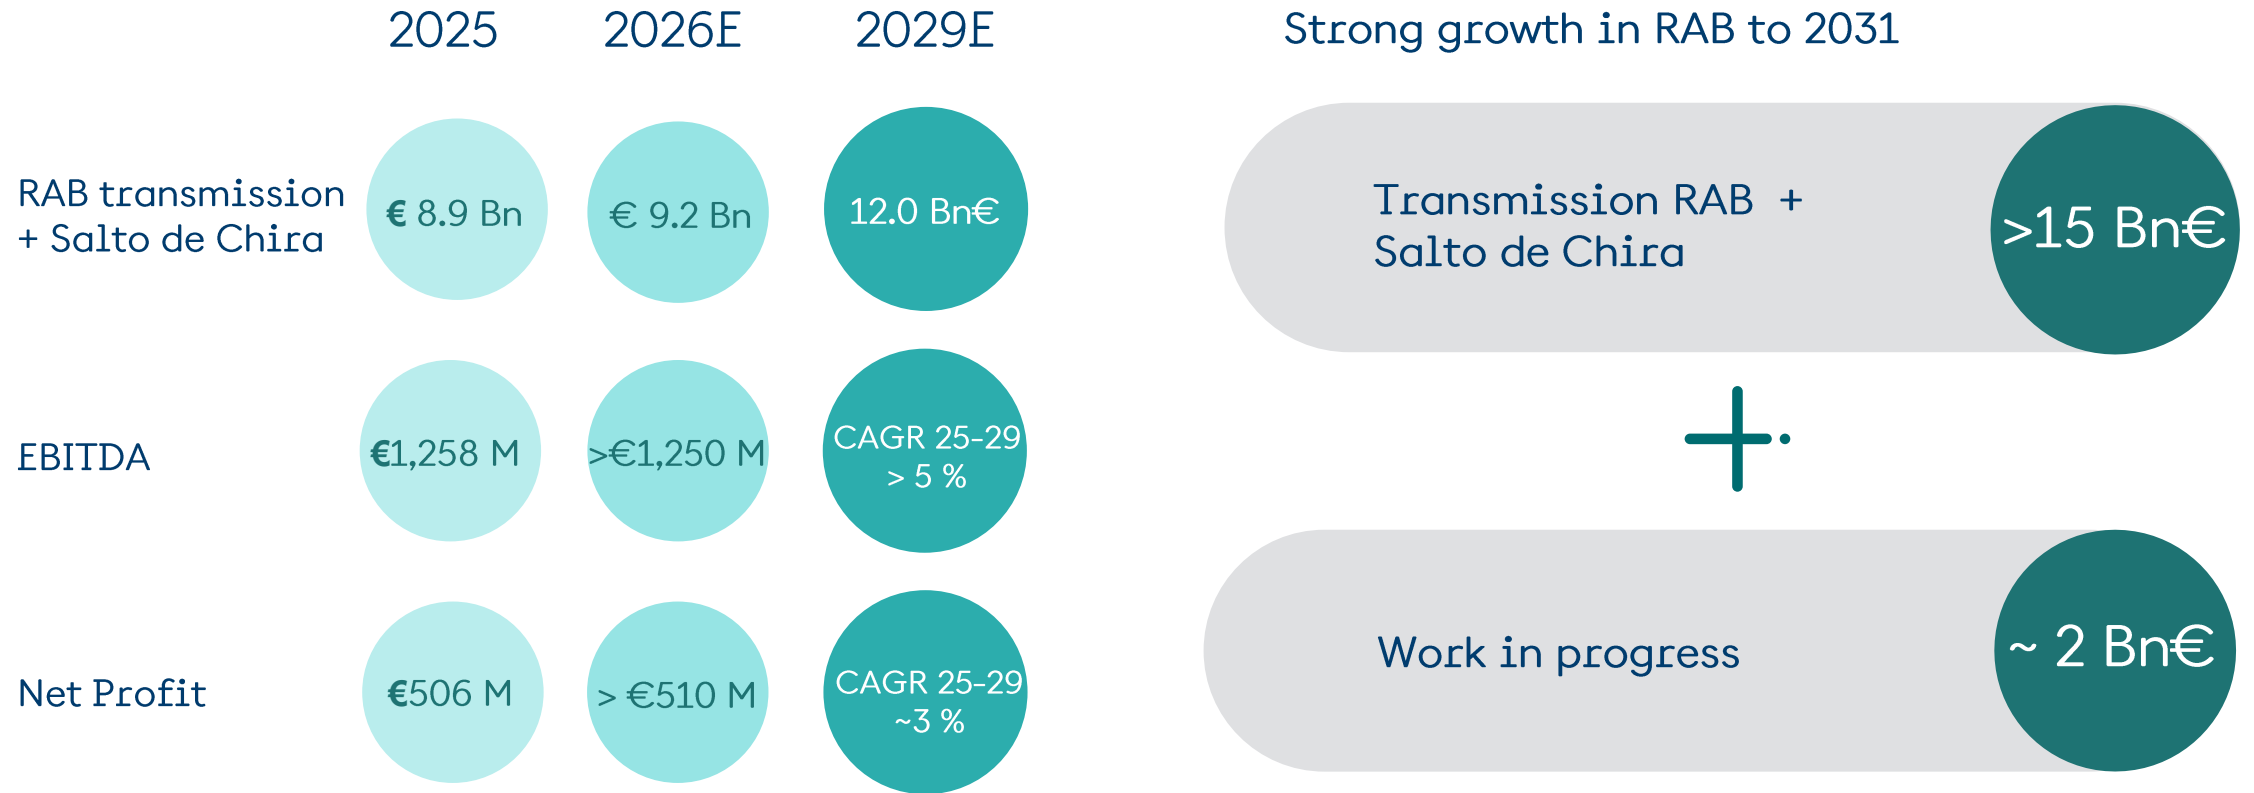 2025 2026E 2029E
RAB transmission
+ Salto de Chira
€ 8.9 Bn
€ 9.2 Bn
12.0 Bn€
EBITDA
€1,258 M
>€1,250 M
CAGR 25-29
> 5 %
Net Profit
€506 M
> €510 M
CAGR 25-29
~3 %
Strong growth in RAB to 2031
Transmission RAB +
Salto de Chira
>15 Bn€
+
Work in progress
~ 2 Bn€